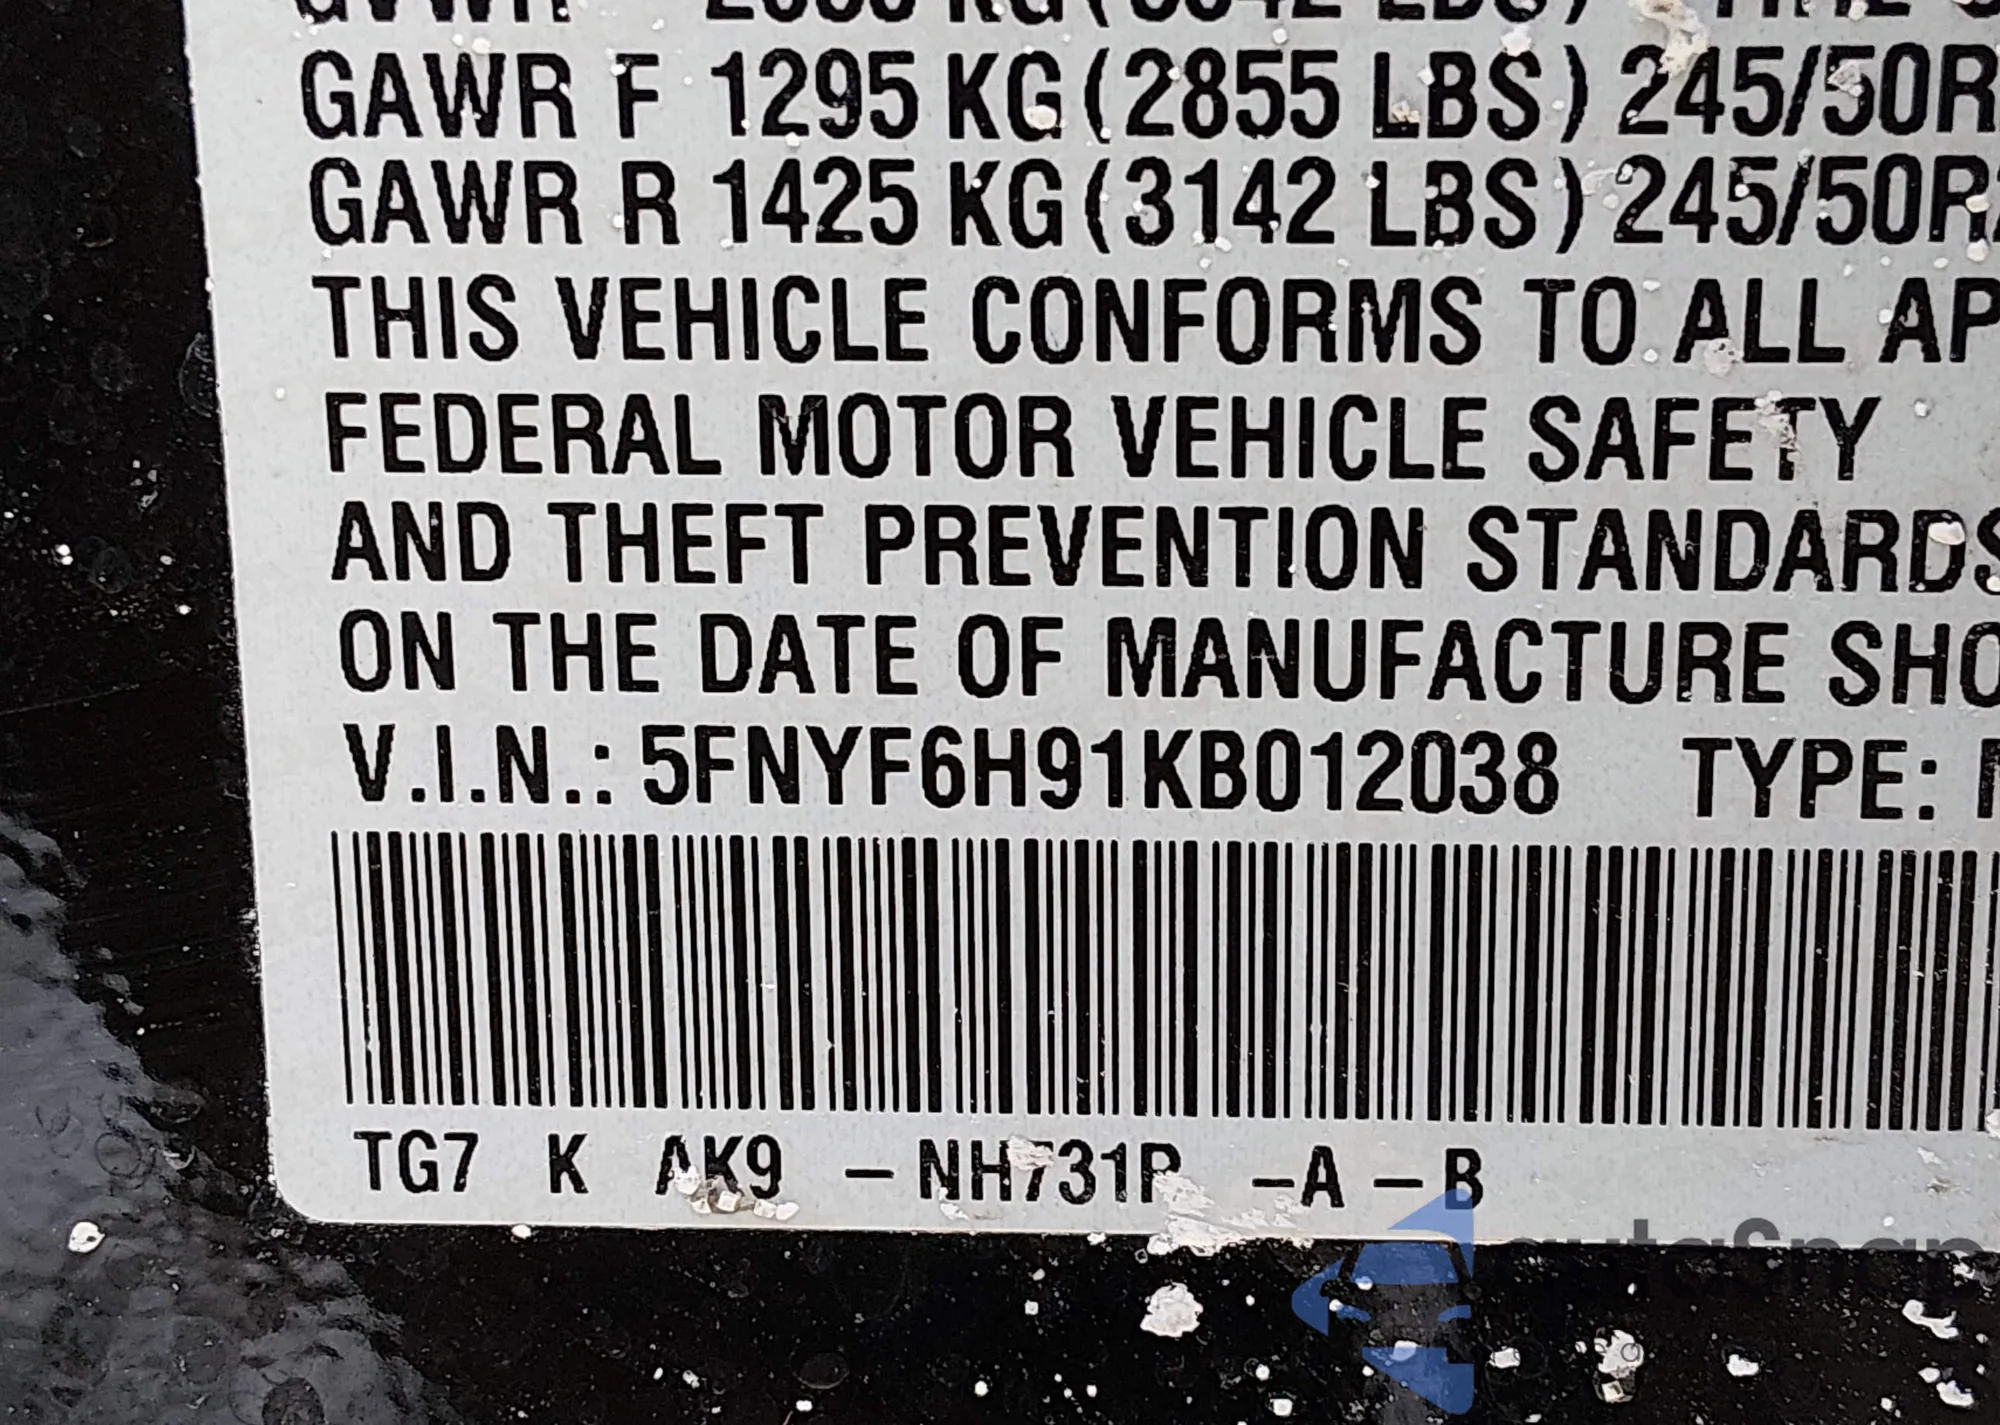 GAWR F 1295 KG (2855 LBS) 245/50R
GAWR R 1425 KG (3142 LBS) 245/50R
THIS VEHICLE CONFORMS TO ALL AP
FEDERAL MOTOR VEHICLE SAFETY
AND THEFT PREVENTION STANDARDS
ON THE DATE OF MANUFACTURE SHO
V.I.N.: 5FNYF6H91KB012038 TYPE:
TG7 K AK9 – NH731P –A – B
autoSnap